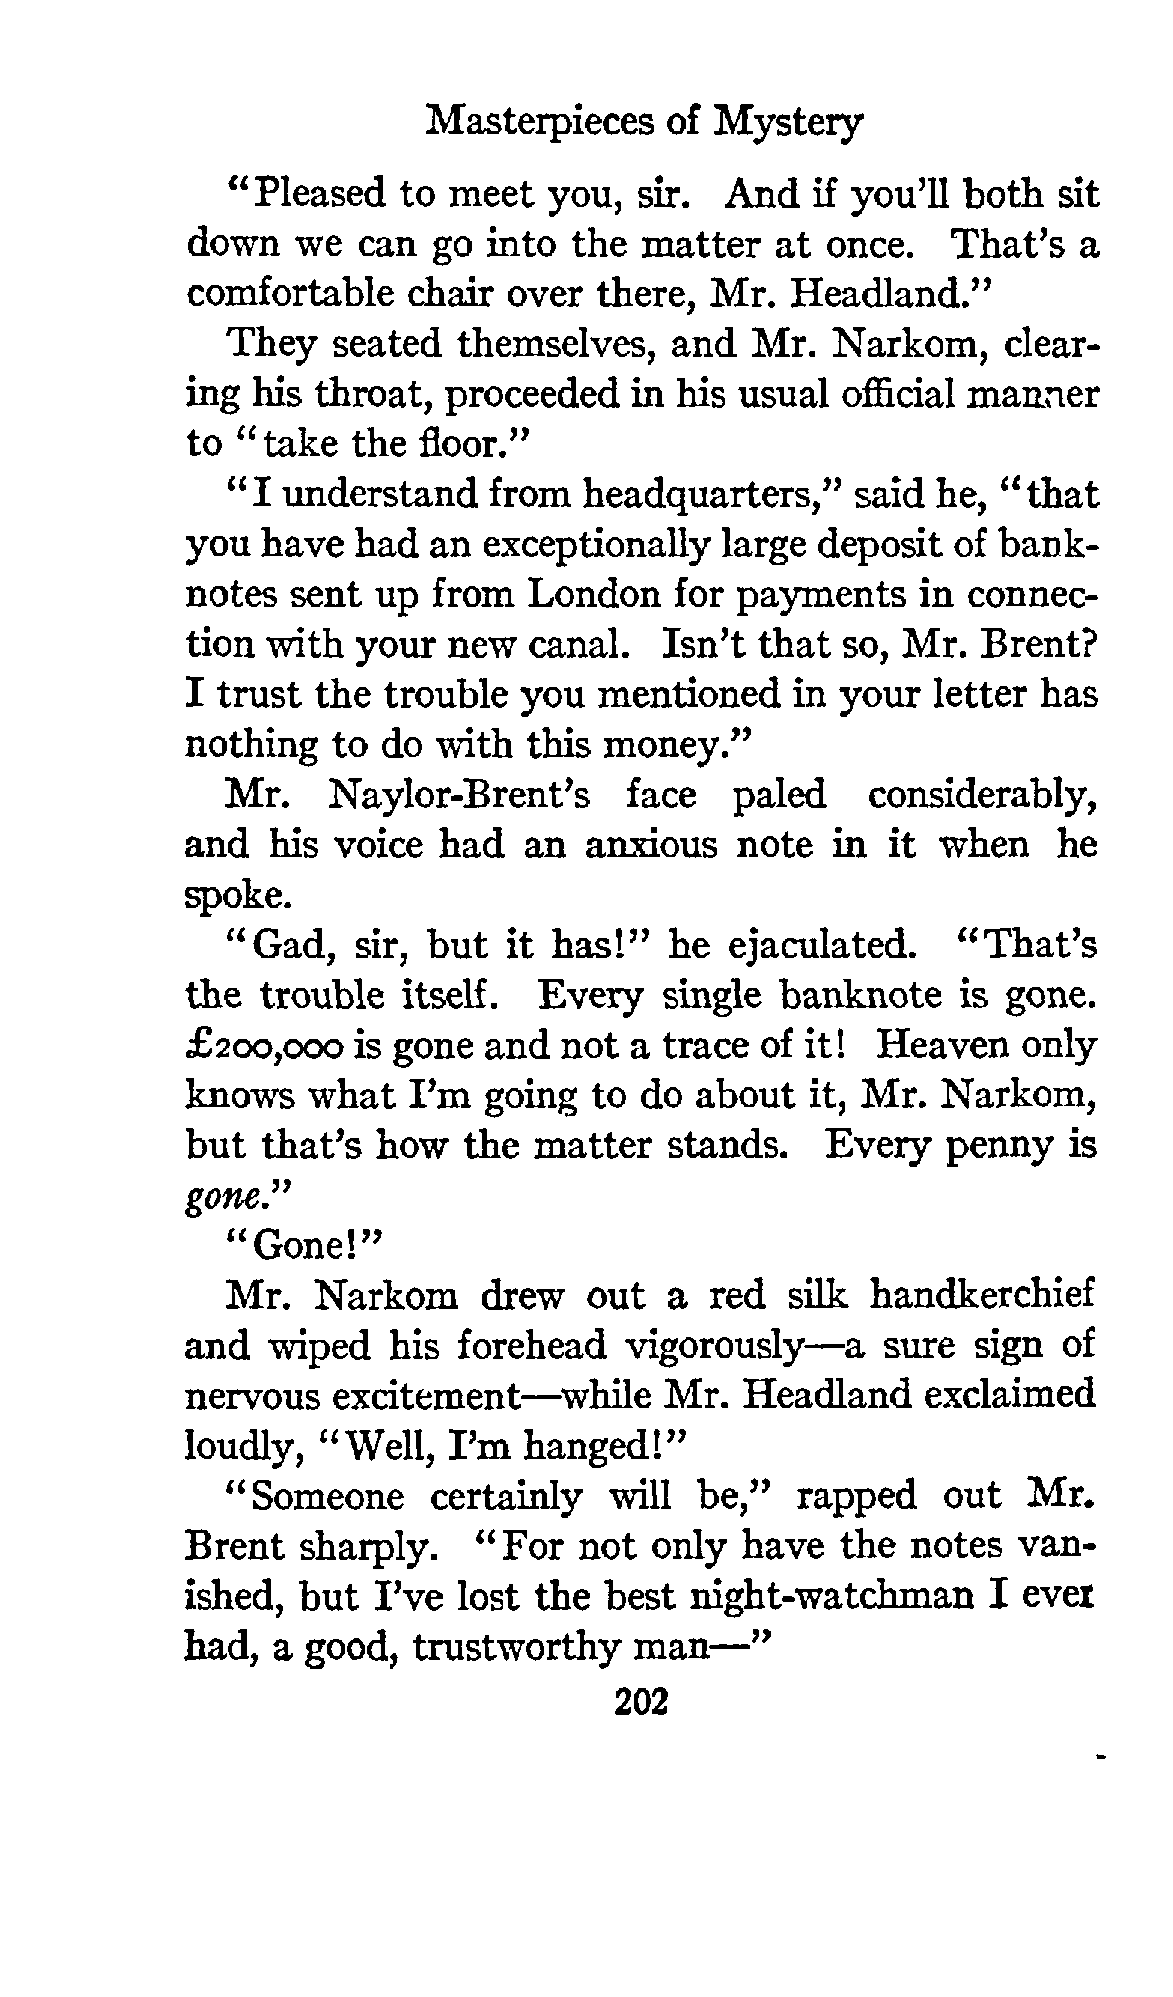 Masterpieces of Mystery
"Pleased to meet you, sir. And if you'll both sit
down we can go into the matter at once. That's a
comfortable chair over there, Mr. Headland."
They seated themselves, and Mr. Narkom, clear-
ing his throat, proceeded in his usual official manner
to "take the floor."
"I understand from headquarters," said he, "that
you have had an exceptionally large deposit of bank-
notes sent up from London for payments in connec-
tion with your new canal. Isn't that so, Mr. Brent?
I trust the trouble you mentioned in your letter has
nothing to do with this money."
Mr. Naylor-Brent's face paled considerably,
and his voice had an anxious note in it when he
spoke.
"Gad, sir, but it has!" he ejaculated. "That's
the trouble itself. Every single banknote is gone.
£200,000 is gone and not a trace of it! Heaven only
knows what I'm going to do about it, Mr. Narkom,
but that's how the matter stands. Every penny is
gone."
"Gone!"
Mr. Narkom drew out a red silk handkerchief
and wiped his forehead vigorously—a sure sign of
nervous excitement—while Mr. Headland exclaimed
loudly, "Well, I'm hanged!"
"Someone certainly will be," rapped out Mr.
Brent sharply. "For not only have the notes van-
ished, but I've lost the best night-watchman I ever
had, a good, trustworthy man—"
202